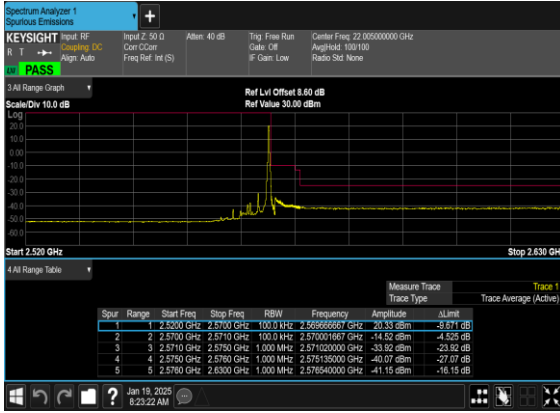 Spectrum Analyzer 1
Spurious Emissions
KEYSIGHT Input: RF Input Z: 50 Ω Atten: 40 dB Trig: Free Run Center Freq: 22.005000000 GHz
R T Coupling: DC Corr CCorr Gate: Off Avg|Hold: 100/100
Align: Auto Freq Ref: Int (S) IF Gain: Low Radio Std: None
PASS
3 All Range Graph
Ref Lvl Offset 8.60 dB
Scale/Div 10.0 dB Ref Value 30.00 dBm
Log
20.0
10.0
0.00
-10.0
-20.0
-30.0
-40.0
-50.0
-60.0
Start 2.520 GHz Stop 2.630 GH
4 All Range Table
Measure Trace Trace 1
Trace Type Trace Average (Active)
Spur Range Start Freq Stop Freq RBW Frequency Amplitude ΔLimit
1 1 2.5200 GHz 2.5700 GHz 100.0 kHz 2.569666667 GHz 20.33 dBm -9.671 dB
2 2 2.5700 GHz 2.5710 GHz 100.0 kHz 2.570001667 GHz -14.52 dBm -4.525 dB
3 3 2.5710 GHz 2.5750 GHz 1.000 MHz 2.571020000 GHz -33.92 dBm -23.92 dB
4 4 2.5750 GHz 2.5760 GHz 1.000 MHz 2.575135000 GHz -40.07 dBm -27.07 dB
5 5 2.5760 GHz 2.6300 GHz 1.000 MHz 2.576540000 GHz -41.15 dBm -16.15 dB
Jan 19, 2025
8:23:22 AM